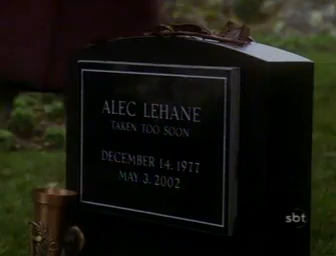 ALEC LEHANE
TAKEN TOO SOON
DECEMBER 14, 1977
MAY 3, 2002
sbt